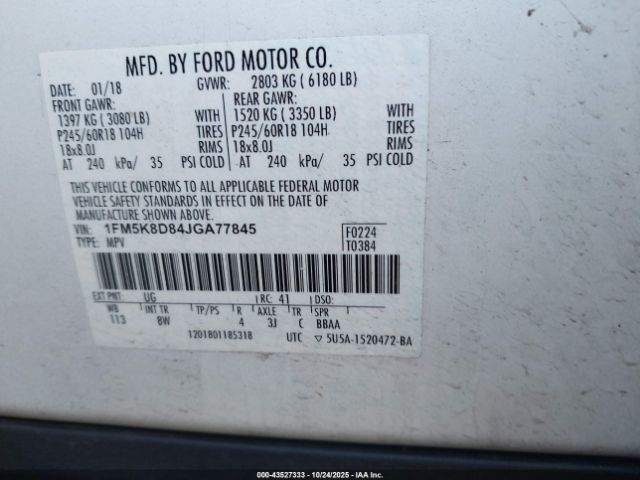 MFD. BY FORD MOTOR CO.
DATE: 01/18 GVWR: 2803 KG ( 6180 LB)
FRONT GAWR: REAR GAWR:
1397 KG ( 3080 LB) WITH 1520 KG ( 3350 LB) WITH
P245/60R18 104H TIRES P245/60R18 104H TIRES
18x8.0J RIMS 18x8.0J RIMS
AT 240 kPa/ 35 PSI COLD AT 240 kPa/ 35 PSI COLD
THIS VEHICLE CONFORMS TO ALL APPLICABLE FEDERAL MOTOR
VEHICLE SAFETY STANDARDS IN EFFECT ON THE DATE OF
MANUFACTURE SHOWN ABOVE.
VIN: 1FM5K8D84JGA77845 F0224
TYPE: MPV T0384
EXT PNT: UG RC: 41 DSO:
WB INT TR TP/PS R AXLE TR SPR
113 8W 4 3J C BBAA
1201801185318 UTC ▽ 5U5A-1520472-BA
000-43527333 - 10/24/2025 - IAA Inc.